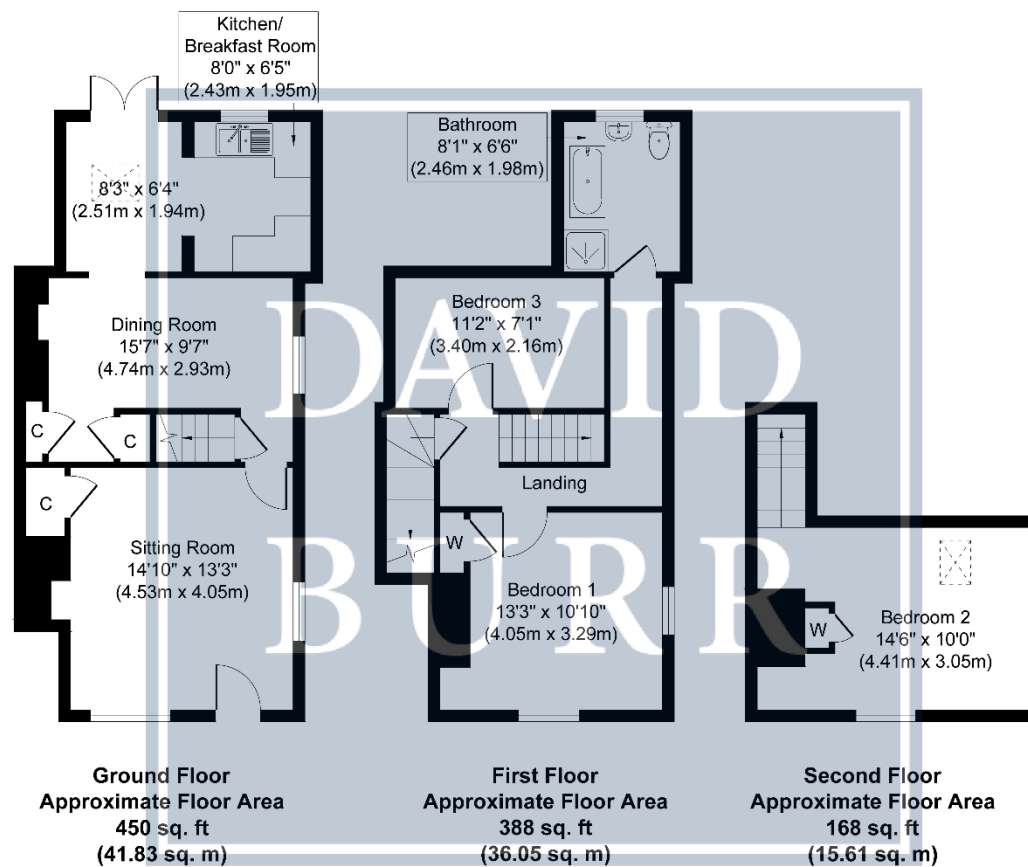 Kitchen/
Breakfast Room
8'0" x 6'5"
(2.43m x 1.95m)
8'3" x 6'4"
(2.51m x 1.94m)
Dining Room
15'7" x 9'7"
(4.74m x 2.93m)
C
C
C
Sitting Room
14'10" x 13'3"
(4.53m x 4.05m)
Ground Floor
Approximate Floor Area
450 sq. ft
(41.83 sq. m)
Bathroom
8'1" x 6'6"
(2.46m x 1.98m)
Bedroom 3
11'2" x 7'1"
(3.40m x 2.16m)
Landing
W
Bedroom 1
13'3" x 10'10"
(4.05m x 3.29m)
First Floor
Approximate Floor Area
388 sq. ft
(36.05 sq. m)
W
Bedroom 2
14'6" x 10'0"
(4.41m x 3.05m)
Second Floor
Approximate Floor Area
168 sq. ft
(15.61 sq. m)
DAVID
BURR